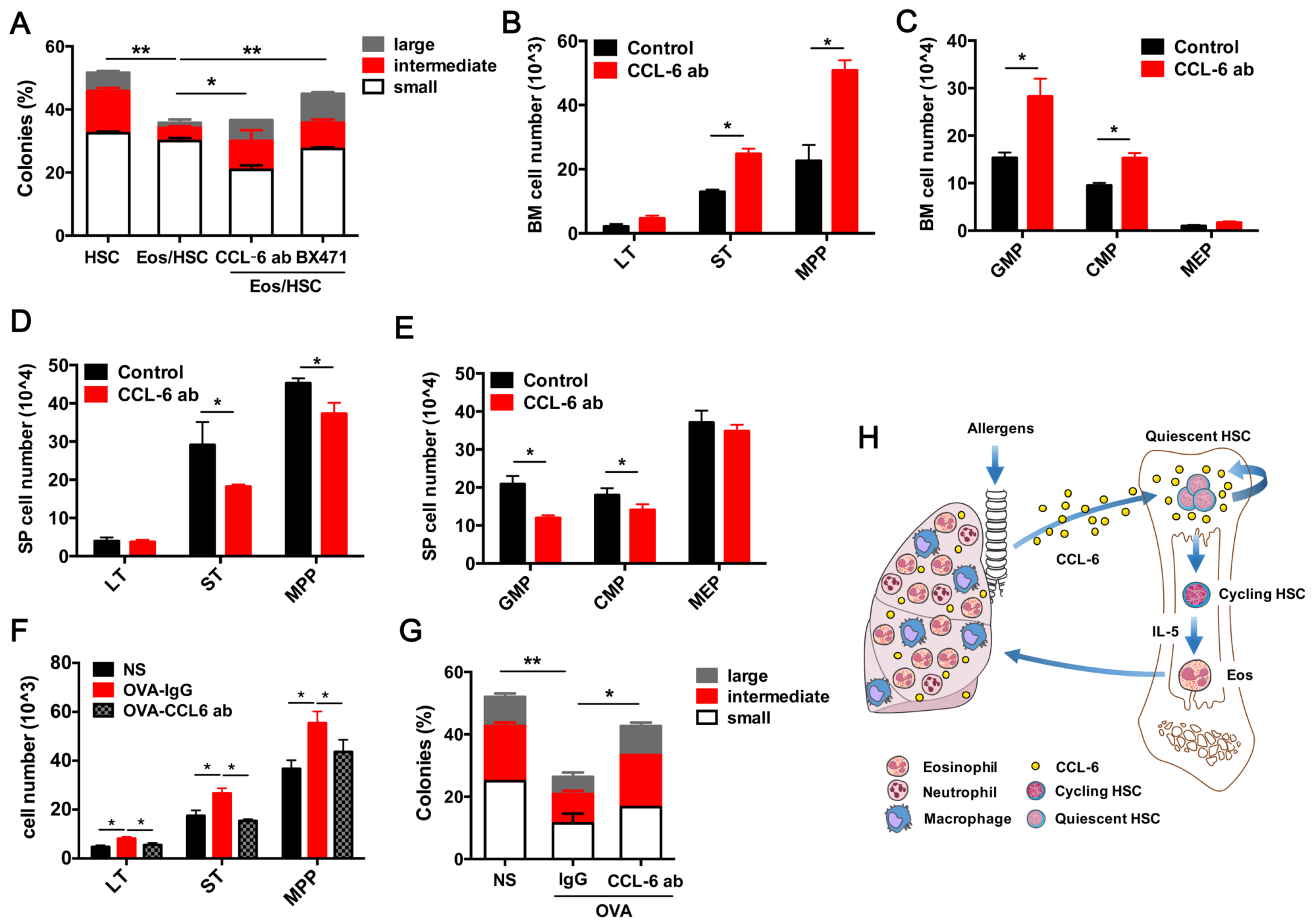 A
Colonies (%)
60
40
20
0
**
**
*
large
intermediate
small
HSC
Eos/HSC
CCL-6 ab
BX471
Eos/HSC
B
BM cell number (10^3)
60
40
20
0
Control
CCL-6 ab
*
*
LT
ST
MPP
C
BM cell number (10^4)
40
30
20
10
0
Control
CCL-6 ab
*
*
GMP
CMP
MEP
D
SP cell number (10^4)
50
40
30
20
10
0
Control
CCL-6 ab
*
*
LT
ST
MPP
E
SP cell number (10^4)
50
40
30
20
10
0
Control
CCL-6 ab
*
*
GMP
CMP
MEP
F
cell number (10^3)
80
60
40
20
0
NS
OVA-IgG
OVA-CCL6 ab
* *
* *
* *
LT
ST
MPP
G
Colonies (%)
60
40
20
0
**
*
large
intermediate
small
NS
IgG
CCL-6 ab
OVA
H
Allergens
Quiescent HSC
CCL-6
Cycling HSC
IL-5
Eos
Eosinophil
CCL-6
Neutrophil
Cycling HSC
Macrophage
Quiescent HSC